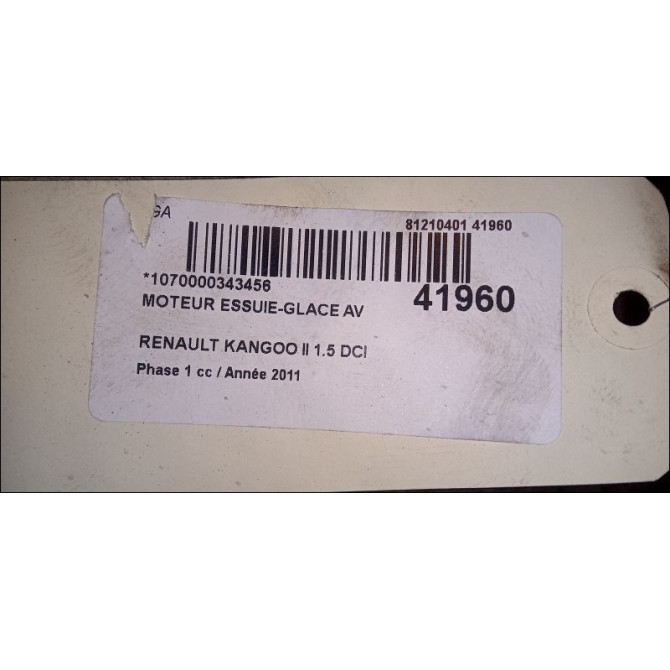 81210401 41960
*1070000343456
41960
MOTEUR ESSUIE-GLACE AV
RENAULT KANGOO II 1.5 DCI
Phase 1 cc / Année 2011